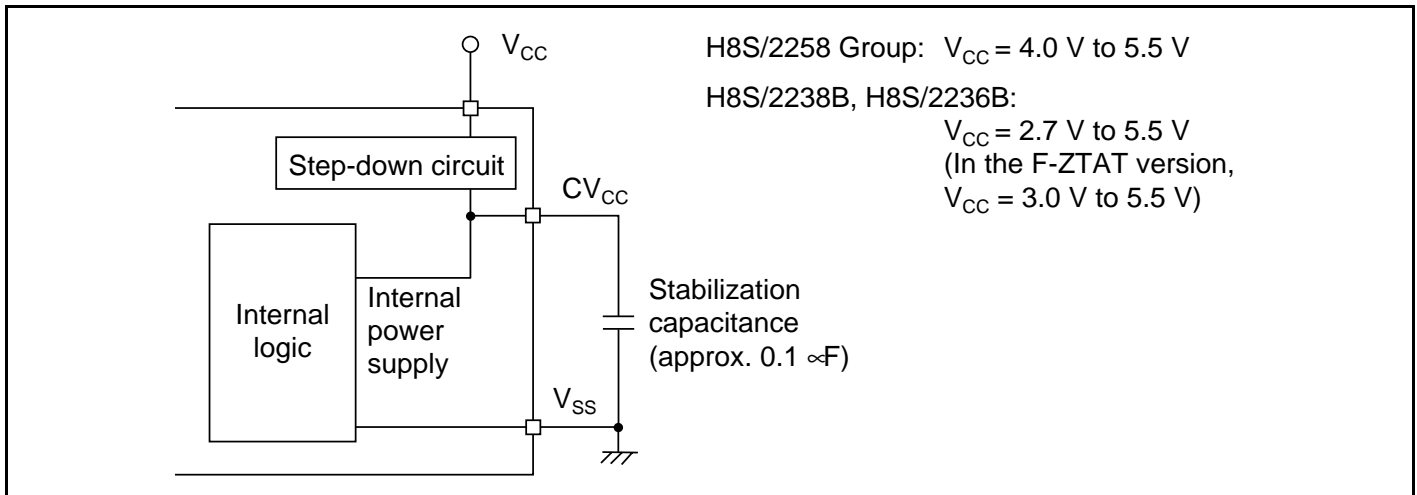 V_CC
H8S/2258 Group: V_CC = 4.0 V to 5.5 V
H8S/2238B, H8S/2236B:
V_CC = 2.7 V to 5.5 V
(In the F-ZTAT version,
V_CC = 3.0 V to 5.5 V)
Step-down circuit
CV_CC
Internal
logic
Internal
power
supply
Stabilization
capacitance
(approx. 0.1 ∝F)
V_SS